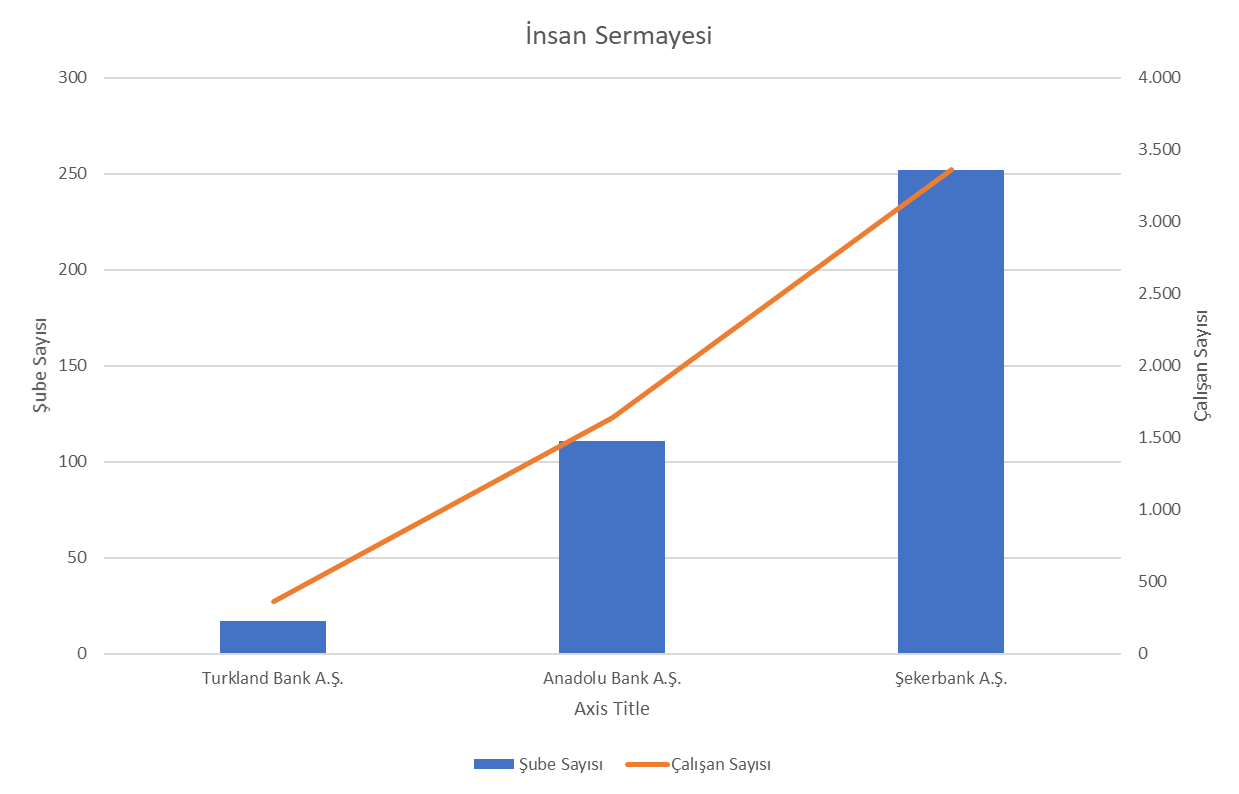 İnsan Sermayesi
300
250
200
150
100
50
0
Şube Sayısı
4.000
3.500
3.000
2.500
2.000
1.500
1.000
500
0
Çalışan Sayısı
Turkland Bank A.Ş.
Anadolu Bank A.Ş.
Şekerbank A.Ş.
Axis Title
Şube Sayısı
Çalışan Sayısı